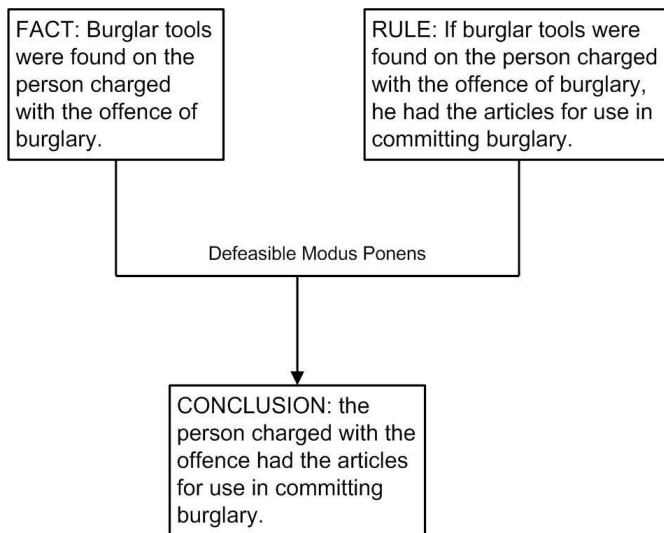 FACT: Burglar tools
were found on the
person charged
with the offence of
burglary.
RULE: If burglar tools were
found on the person charged
with the offence of burglary,
he had the articles for use in
committing burglary.
Defeasible Modus Ponens
CONCLUSION: the
person charged with the
offence had the articles
for use in committing
burglary.